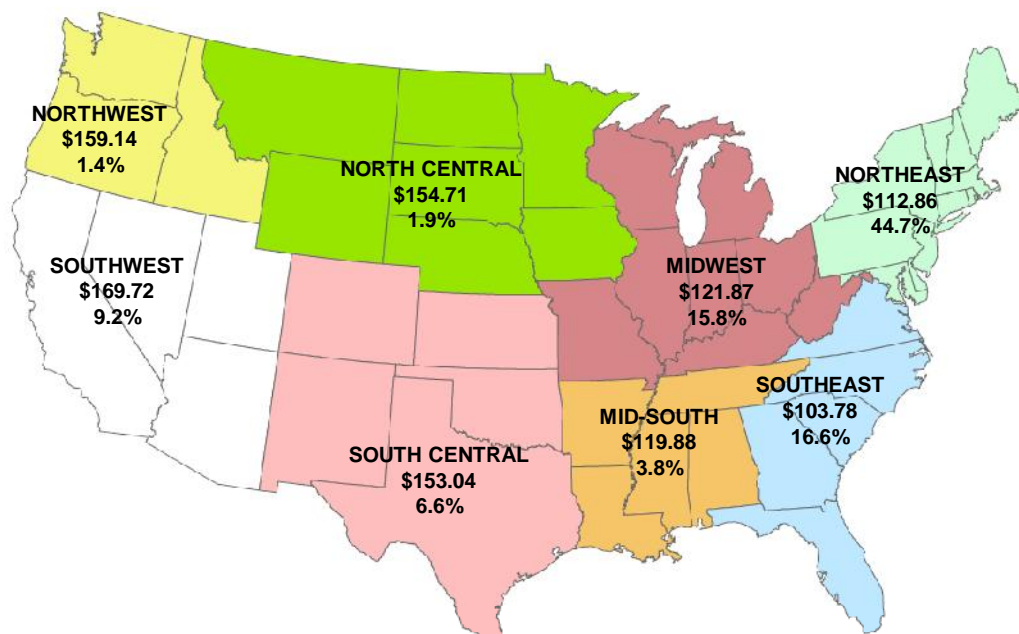 NORTHWEST
$159.14
1.4%
NORTH CENTRAL
$154.71
1.9%
NORTHEAST
$112.86
44.7%
SOUTHWEST
$169.72
9.2%
MIDWEST
$121.87
15.8%
SOUTHEAST
$103.78
16.6%
MID-SOUTH
$119.88
3.8%
SOUTH CENTRAL
$153.04
6.6%